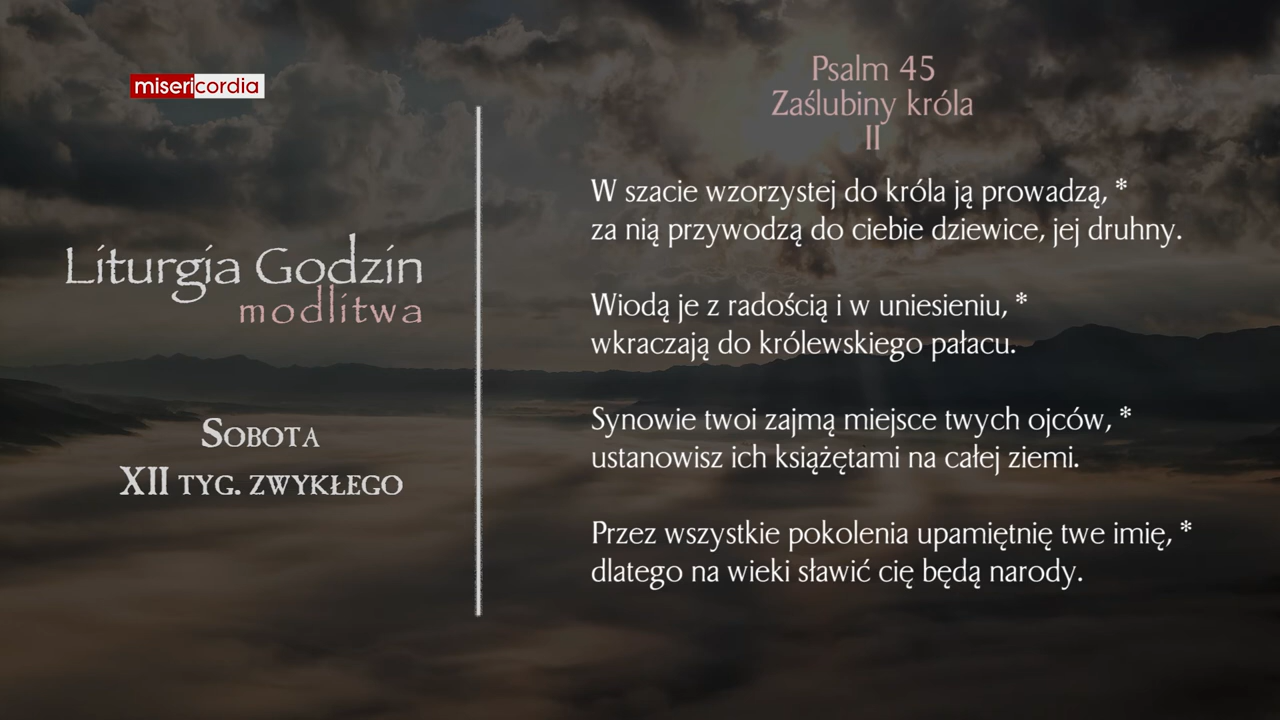 misericordia
Liturgia Godzin
modlitwa
Sobota
XII tyg. zwykłego
Psalm 45
Zaślubiny króla
II
W szacie wzorzystej do króla ją prowadzą, *
za nią przywodzą do ciebie dziewice, jej druhny.
Wiodą je z radością i w uniesieniu, *
wkraczają do królewskiego pałacu.
Synowie twoi zajmą miejsce twych ojców, *
ustanowisz ich książętami na całej ziemi.
Przez wszystkie pokolenia upamiętnię twe imię, *
dlatego na wieki sławić cię będą narody.